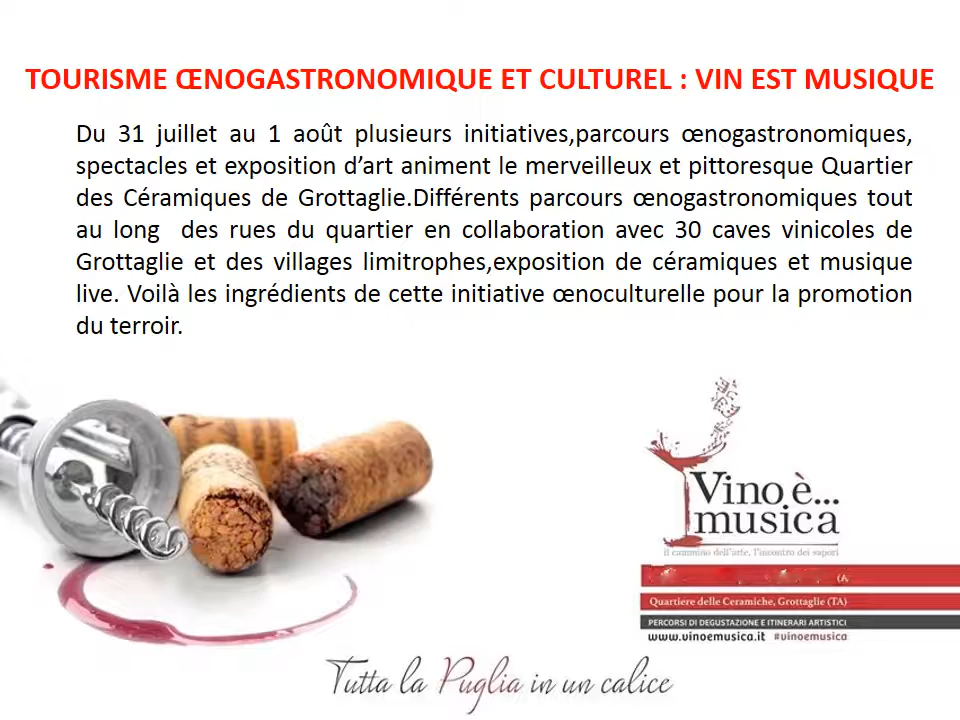 TOURISME ŒNOGASTRONOMIQUE ET CULTUREL : VIN EST MUSIQUE
Du 31 juillet au 1 août plusieurs initiatives,parcours œnogastronomiques,
spectacles et exposition d’art animent le merveilleux et pittoresque Quartier
des Céramiques de Grottaglie.Différents parcours œnogastronomiques tout
au long des rues du quartier en collaboration avec 30 caves vinicoles de
Grottaglie et des villages limitrophes,exposition de céramiques et musique
live. Voilà les ingrédients de cette initiative œnoculturelle pour la promotion
du terroir.
Vino è...
musica
il cammino dell'arte, l'incontro dei sapori
Quartiere delle Ceramiche, Grottaglie (TA)
PERCORSI DI DEGUSTAZIONE E ITINERARI ARTISTICI
www.vinoemusica.it #vinoemusica
Tutta la Puglia in un calice